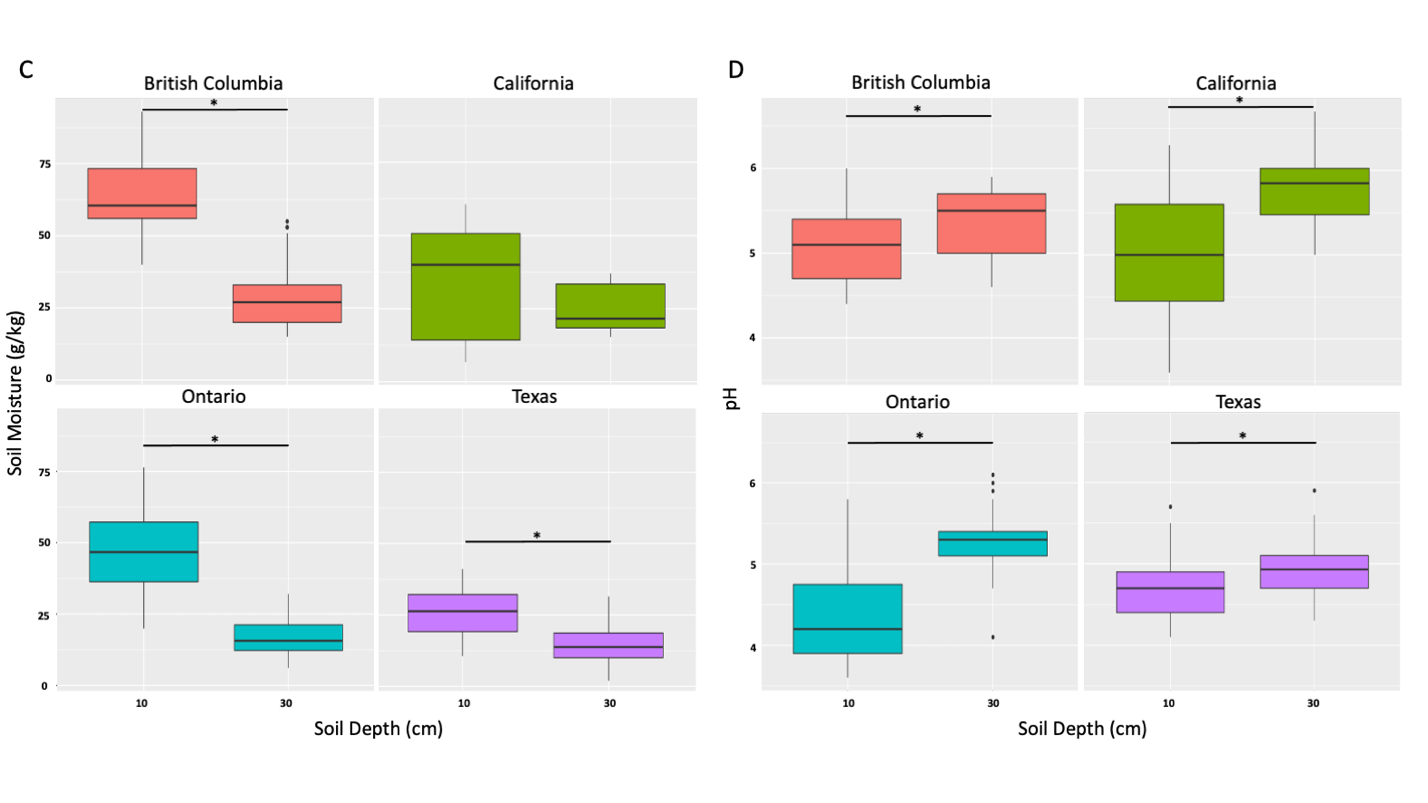 C
British Columbia
California
*
75
50
25
0
Soil Moisture (g/kg)
Ontario
Texas
*
*
75
50
25
0
10
30
10
30
Soil Depth (cm)
D
British Columbia
California
*
*
6
5
4
pH
Ontario
Texas
*
*
6
5
4
10
30
10
30
Soil Depth (cm)